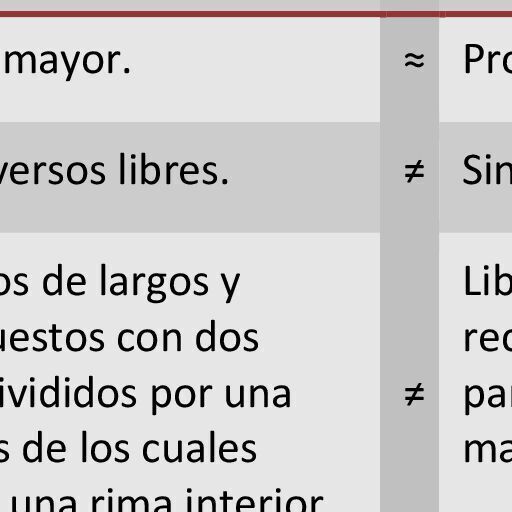 mayor. ≈ Pro
versos libres. ≠ Sin
os de largos y Lib
uestos con dos rec
ivididos por una ≠ par
s de los cuales ma
una rima interior